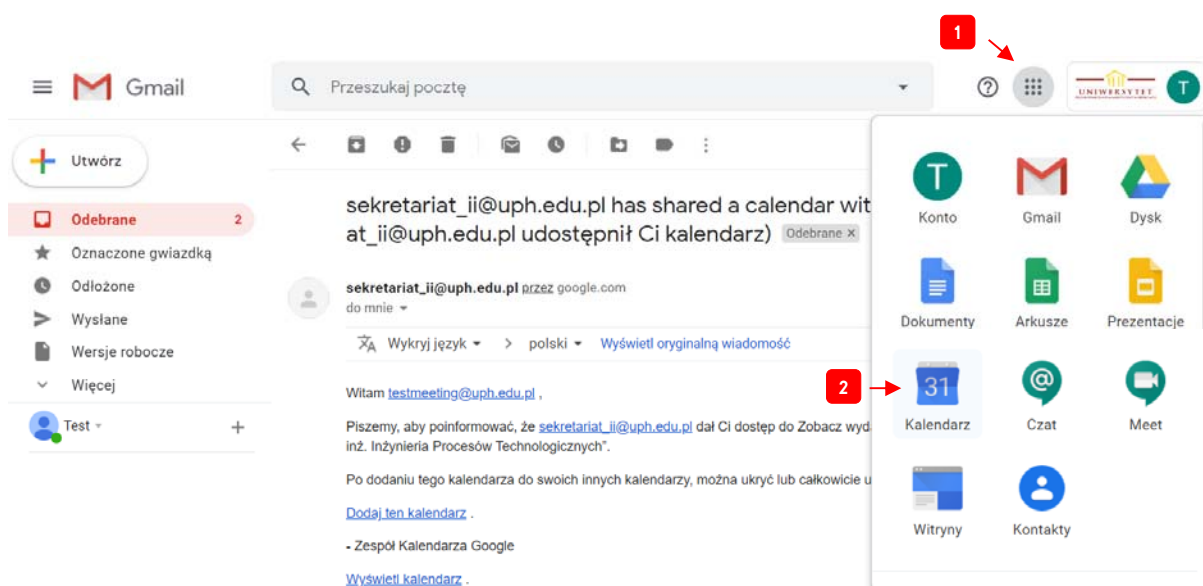 1
Gmail
Przeszukaj pocztę
UNIWERSYTET
T
Utwórz
Odebrane 2
Oznaczone gwiazdką
Odłożone
Wysłane
Wersje robocze
Więcej
Test
sekretariat_ii@uph.edu.pl has shared a calendar wit
at_ii@uph.edu.pl udostępnił Ci kalendarz) Odebrane x
sekretariat_ii@uph.edu.pl przez google.com
do mnie
Wykryj język > polski Wyświetl oryginalną wiadomość
Witam testmeeting@uph.edu.pl ,
Piszemy, aby poinformować, że sekretariat_ii@uph.edu.pl dał Ci dostęp do Zobacz wyd
inż. Inżynieria Procesów Technologicznych”.
Po dodaniu tego kalendarza do swoich innych kalendarzy, można ukryć lub całkowicie u
Dodaj ten kalendarz .
- Zespół Kalendarza Google
Wyświetl kalendarz .
T
Konto Gmail Dysk
Dokumenty Arkusze Prezentacje
2
31
Kalendarz Czat Meet
Witryny Kontakty